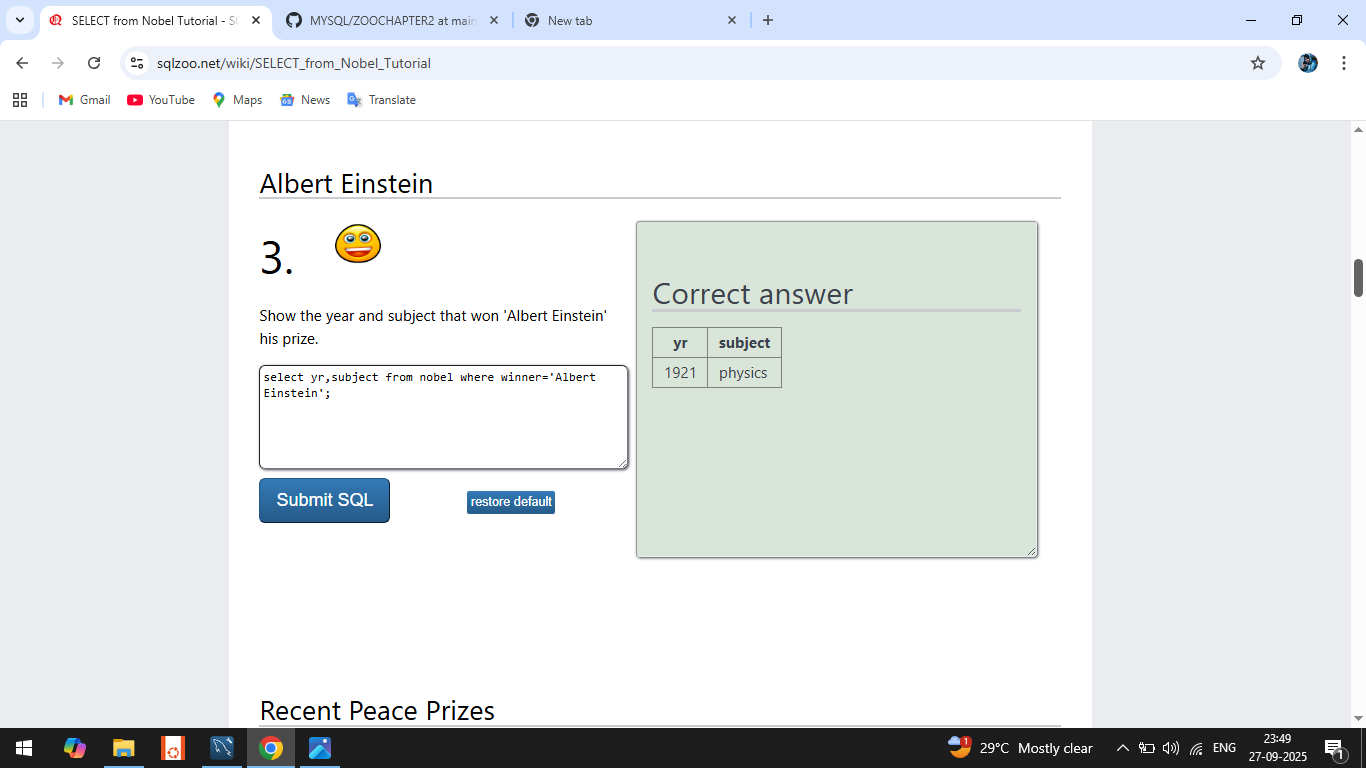 SELECT from Nobel Tutorial - SQ
MYSQL/ZOOCHAPTER2 at main
New tab
sqlzoo.net/wiki/SELECT_from_Nobel_Tutorial
Gmail
YouTube
Maps
News
Translate
Albert Einstein
3.
Show the year and subject that won 'Albert Einstein'
his prize.
select yr,subject from nobel where winner='Albert
Einstein';
Submit SQL
restore default
Correct answer
yr subject
1921 physics
Recent Peace Prizes
1
29°C Mostly clear
ENG
23:49
27-09-2025
1